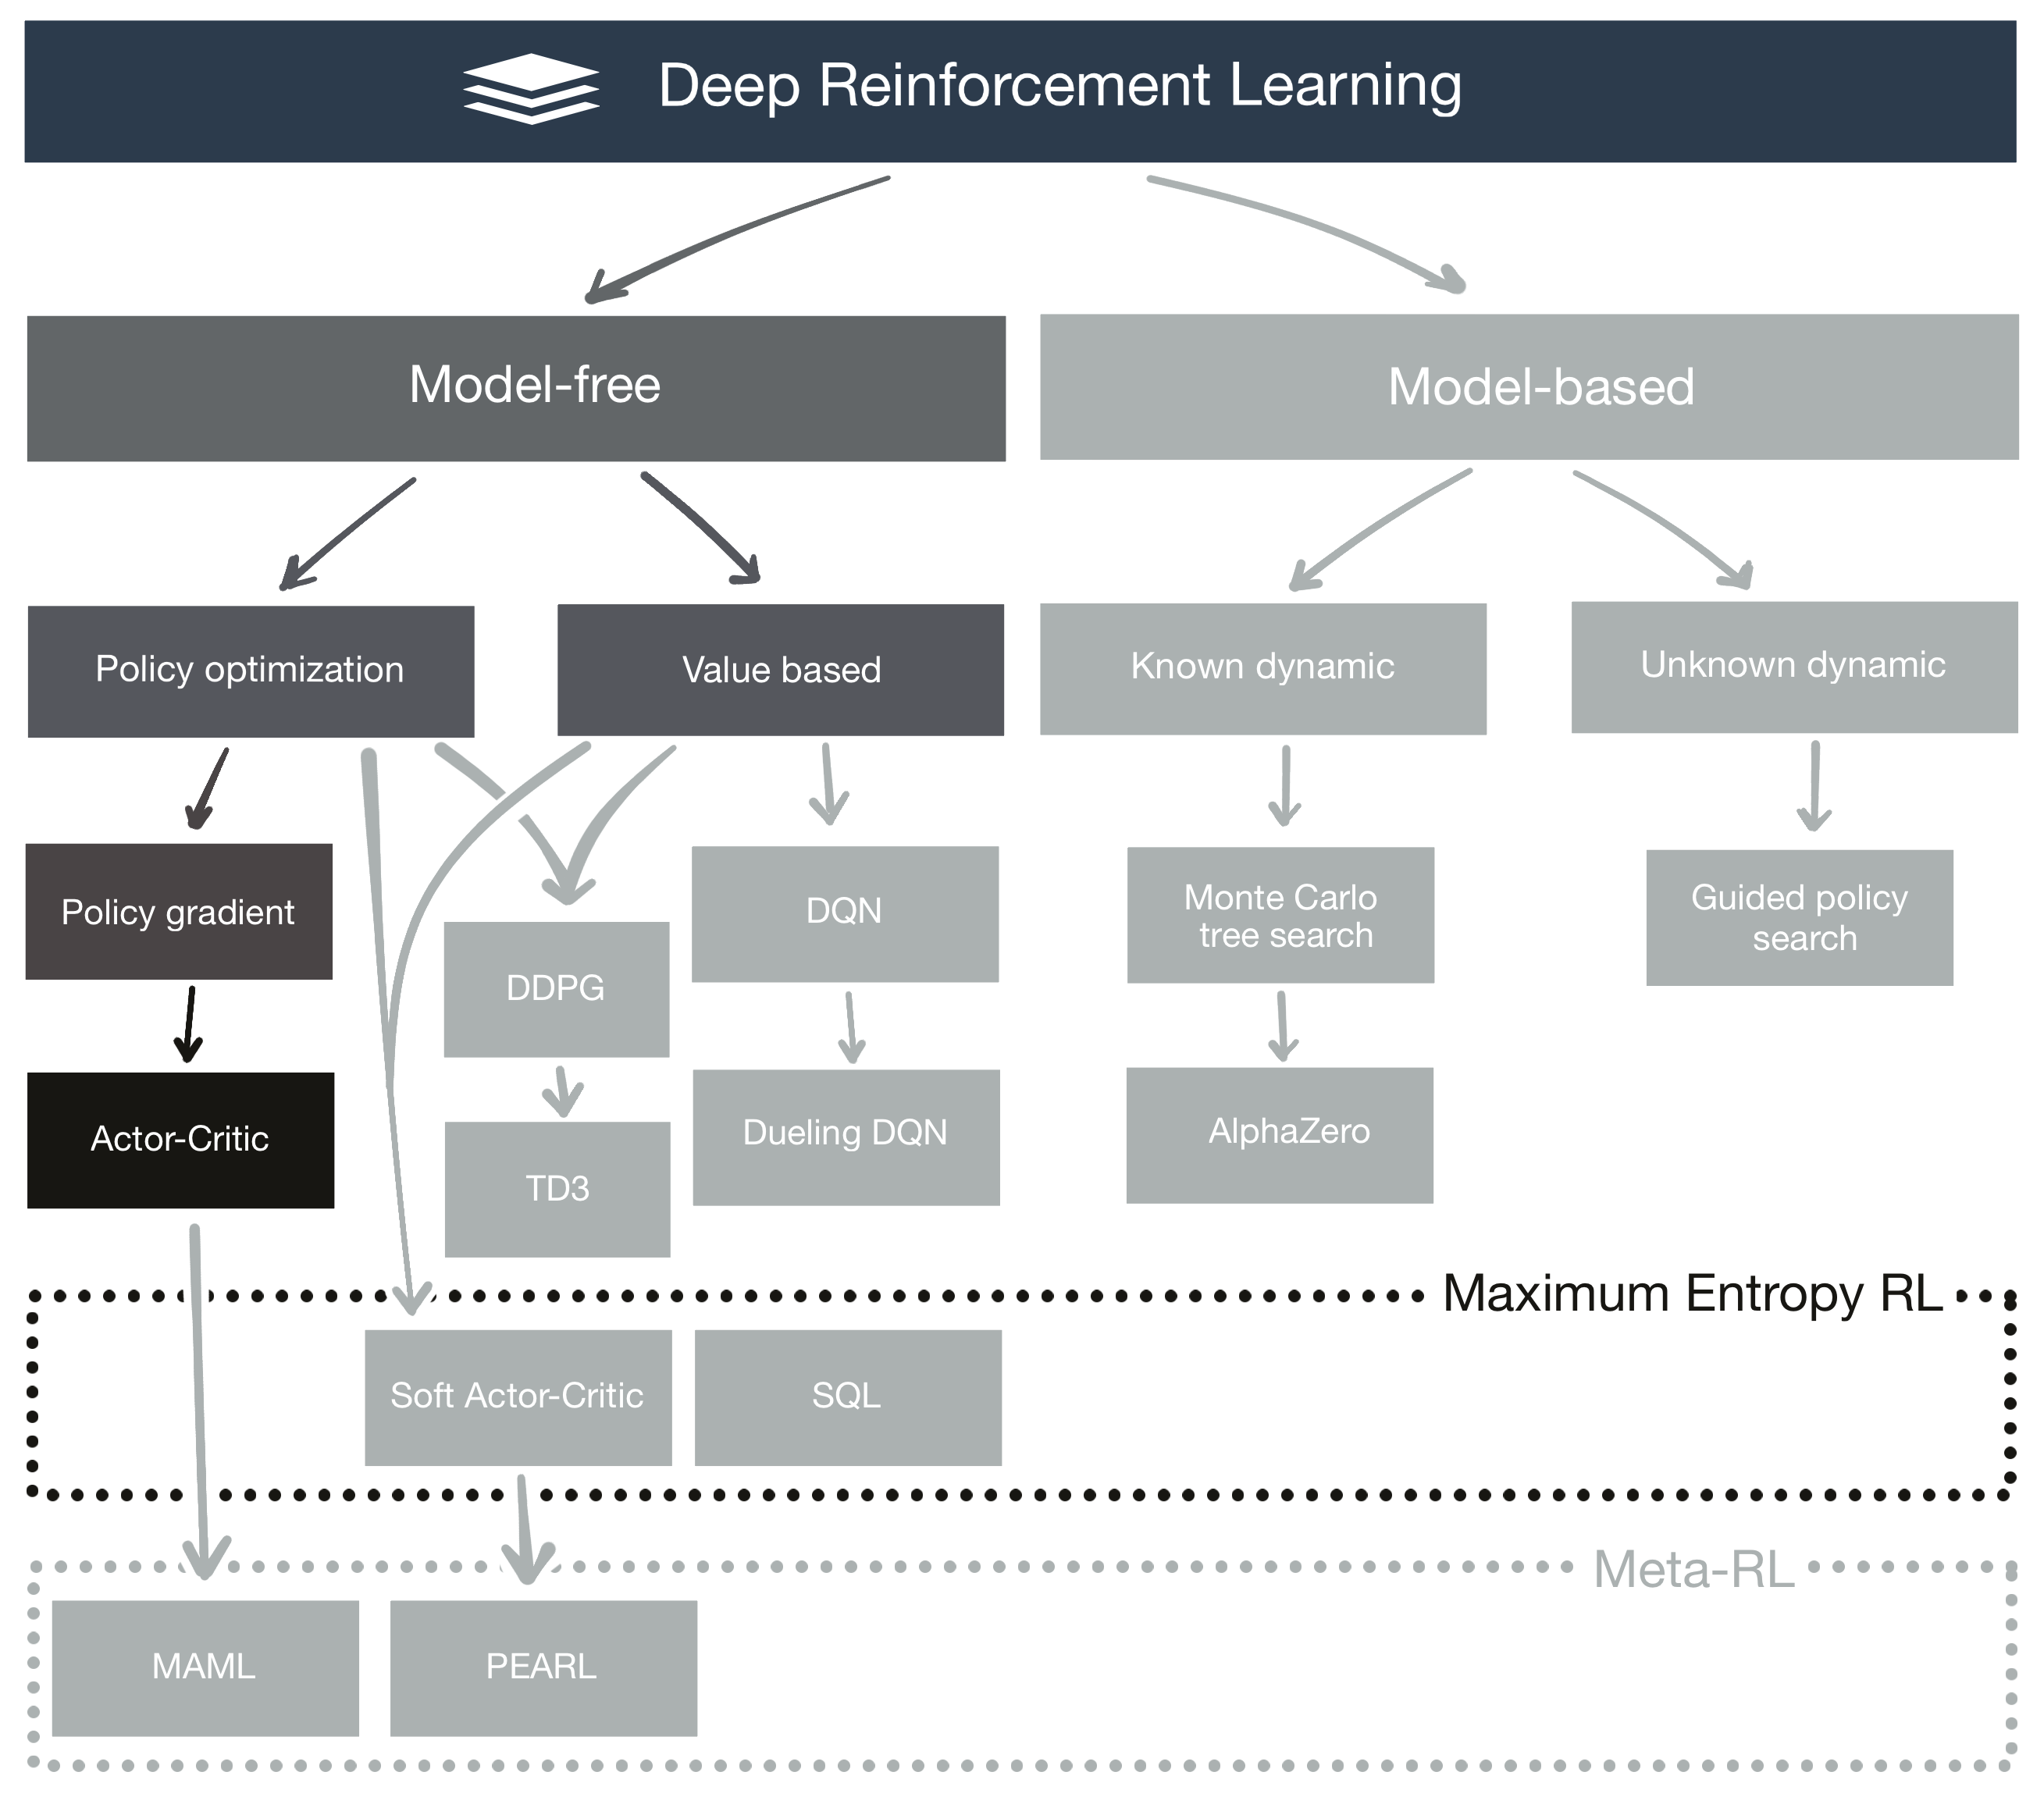 Deep Reinforcement Learning
Model-free
Model-based
Policy optimization
Value based
Known dynamic
Unknown dynamic
Policy gradient
DDPG
DQN
Monte Carlo
tree search
Guided policy
search
Actor-Critic
TD3
Dueling DQN
AlphaZero
Maximum Entropy RL
Soft Actor-Critic
SQL
Meta-RL
MAML
PEARL